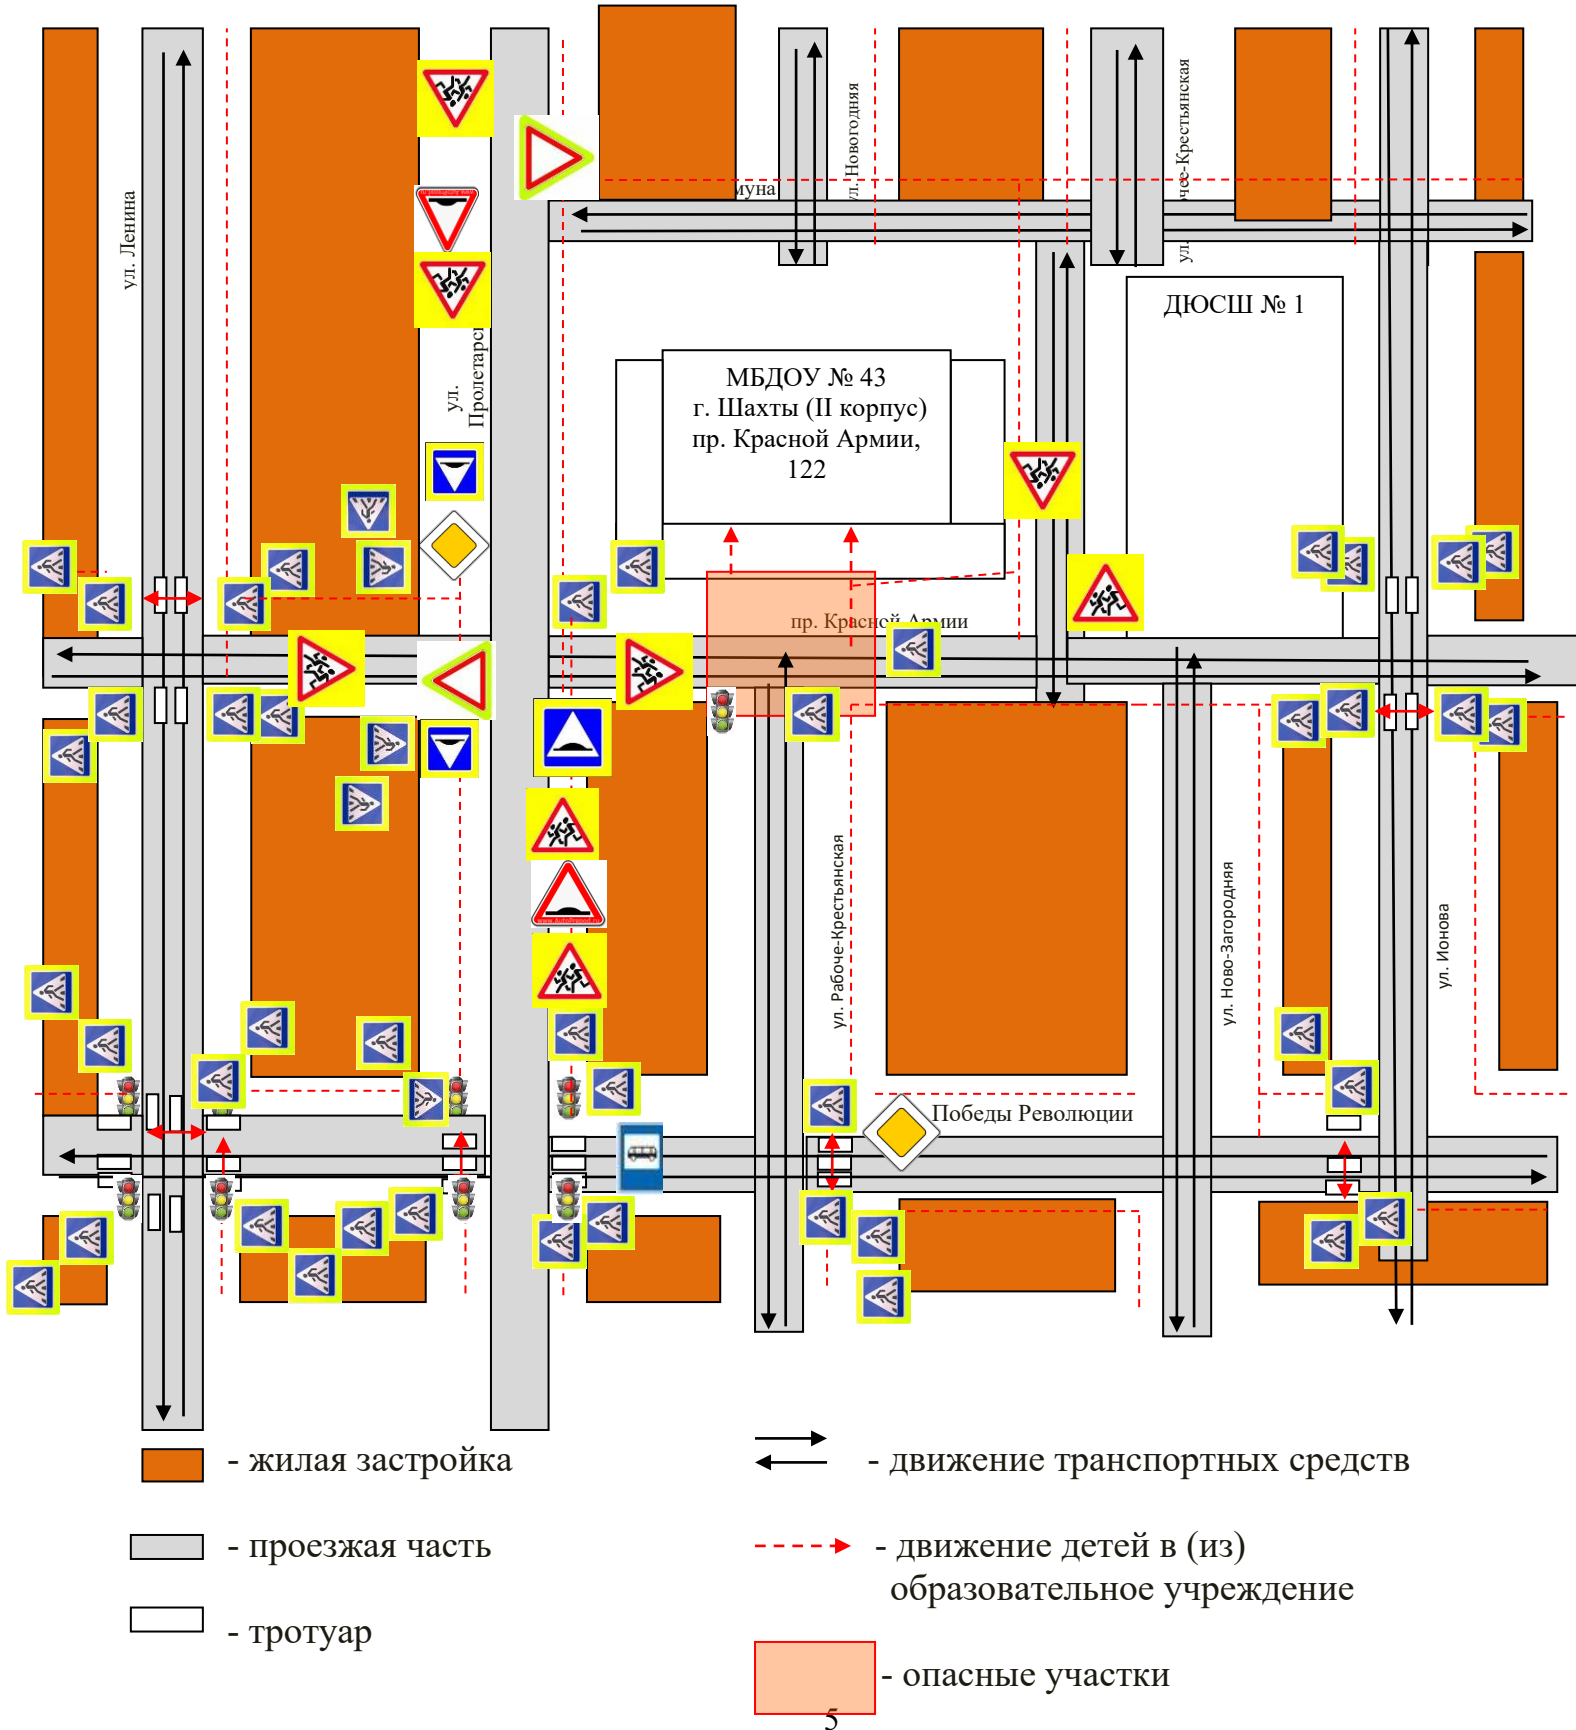 ул. Ленина
ул.
ул. Новогодняя
ДЮСШ № 1
МБДОУ № 43
г. Шахты (II корпус)
пр. Красной Армии,
122
пр. Красной Армии
ул. Рабоче-Крестьянская
ул. Ново-Загородняя
ул. Ионова
Победы Революции
- жилая застройка
- проезжая часть
- тротуар
- движение транспортных средств
- движение детей в (из)
образовательное учреждение
- опасные участки
5